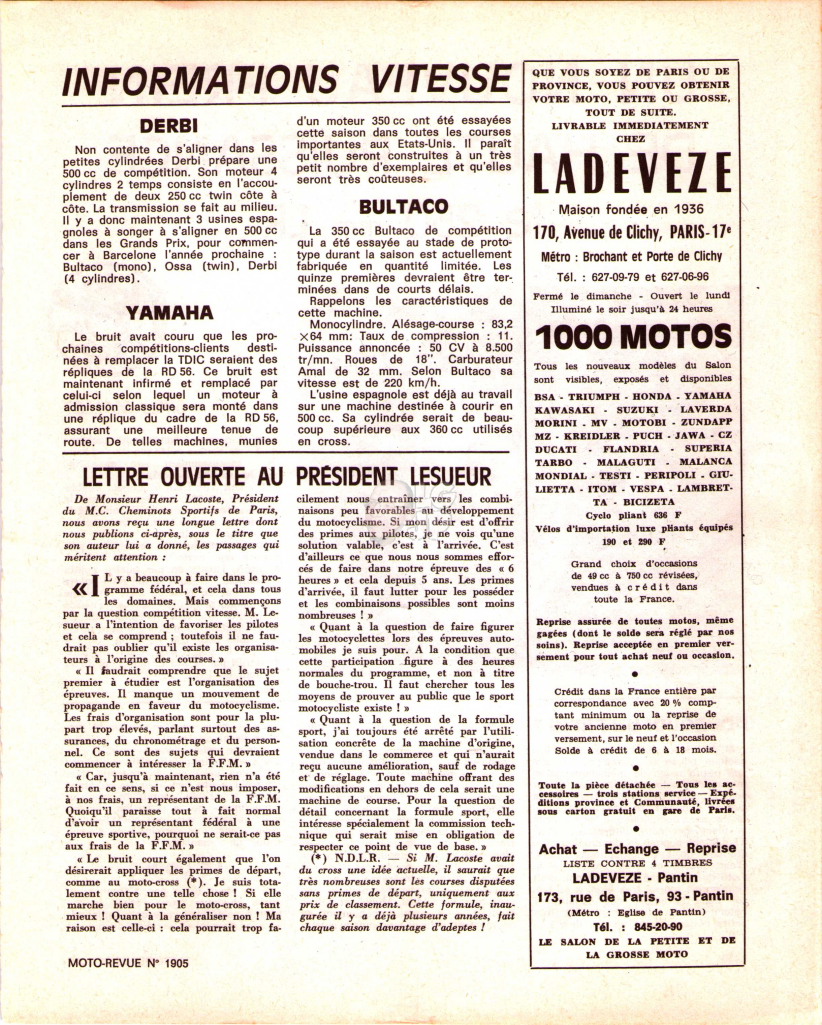 INFORMATIONS VITESSE
DERBI
Non contente de s'aligner dans les
petites cylindrées Derbi prépare une
500 cc de compétition. Son moteur 4
cylindres 2 temps consiste en l'accou-
plement de deux 250 cc twin côte à
côte. La transmission se fait au milieu.
Il y a donc maintenant 3 usines espa-
gnoles à songer à s'aligner en 500 cc
dans les Grands Prix, pour commen-
cer à Barcelone l'année prochaine :
Bultaco (mono), Ossa (twin), Derbi
(4 cylindres).
YAMAHA
Le bruit avait couru que les pro-
chaines compétitions-clients desti-
nées à remplacer la TDIC seraient des
répliques de la RD 56. Ce bruit est
maintenant infirmé et remplacé par
celui-ci selon lequel un moteur à
admission classique sera monté dans
une réplique du cadre de la RD 56,
assurant une meilleure tenue de
route. De telles machines, munies
d'un moteur 350 cc ont été essayées
cette saison dans toutes les courses
importantes aux Etats-Unis. Il paraît
qu'elles seront construites à un très
petit nombre d'exemplaires et qu'elles
seront très coûteuses.
BULTACO
La 350 cc Bultaco de compétition
qui a été essayée au stade de proto-
type durant la saison est actuellement
fabriquée en quantité limitée. Les
quinze premières devraient être ter-
minées dans de courts délais.
Rappelons les caractéristiques de
cette machine.
Monocylindre. Alésage-course : 83,2
×64 mm: Taux de compression : 11.
Puissance annoncée : 50 CV à 8.500
tr/mn. Roues de 18". Carburateur
Amal de 32 mm. Selon Bultaco sa
vitesse est de 220 km/h.
L'usine espagnole est déjà au travail
sur une machine destinée à courir en
500 cc. Sa cylindrée serait de beau-
coup supérieure aux 360 cc utilisés
en cross.
LETTRE OUVERTE AU PRÉSIDENT LESUEUR
De Monsieur Henri Lacoste, Président
du M.C. Cheminots Sportifs de Paris,
nous avons reçu une longue lettre dont
nous publions ci-après, sous le titre que
son auteur lui a donné, les passages qui
méritent attention :
« IL y a beaucoup à faire dans le pro-
gramme fédéral, et cela dans tous
les domaines. Mais commençons
par la question compétition vitesse. M. Le-
sueur a l'intention de favoriser les pilotes
et cela se comprend ; toutefois il ne fau-
drait pas oublier qu'il existe les organisa-
teurs à l'origine des courses. »
« Il faudrait comprendre que le sujet
premier à étudier est l'organisation des
épreuves. Il manque un mouvement de
propagande en faveur du motocyclisme.
Les frais d'organisation sont pour la plu-
part trop élevés, parlant surtout des as-
surances, du chronométrage et du person-
nel. Ce sont des sujets qui devraient
commencer à intéresser la F.F.M. »
« Car, jusqu'à maintenant, rien n'a été
fait en ce sens, si ce n'est nous imposer,
à nos frais, un représentant de la F.F.M.
Quoiqu'il paraisse tout à fait normal
d'avoir un représentant fédéral à une
épreuve sportive, pourquoi ne serait-ce pas
aux frais de la F.F.M. »
« Le bruit court également que l'on
désirerait appliquer les primes de départ,
comme au moto-cross (*). Je suis tota-
lement contre une telle chose ! Si elle
marche bien pour le moto-cross, tant
mieux ! Quant à la généraliser non ! Ma
raison est celle-ci : cela pourrait trop fa-
cilement nous entraîner vers les combi-
naisons peu favorables au développement
du motocyclisme. Si mon désir est d'offrir
des primes aux pilotes, je ne vois qu'une
solution valable, c'est à l'arrivée. C'est
d'ailleurs ce que nous nous sommes effor-
cés de faire dans notre épreuve des « 6
heures » et cela depuis 5 ans. Les primes
d'arrivée, il faut lutter pour les posséder
et les combinaisons possibles sont moins
nombreuses ! »
« Quant à la question de faire figurer
les motocyclettes lors des épreuves auto-
mobiles je suis pour. A la condition que
cette participation figure à des heures
normales du programme, et non à titre
de bouche-trou. Il faut chercher tous les
moyens de prouver au public que le sport
motocycliste existe ! »
« Quant à la question de la formule
sport, j'ai toujours été arrêté par l'utili-
sation concrète de la machine d'origine,
vendue dans le commerce et qui n'aurait
reçu aucune amélioration, sauf de rodage
et de réglage. Toute machine offrant des
modifications en dehors de cela serait une
machine de course. Pour la question de
détail concernant la formule sport, elle
intéresse spécialement la commission tech-
nique qui sera mise en obligation de
respecter ce point de vue de base. »
(*) N.D.L.R. — Si M. Lacoste avait
du cross une idée actuelle, il saurait que
très nombreuses sont les courses disputées
sans primes de départ, uniquement aux
prix de classement. Cette formule, inau-
gurée il y a déjà plusieurs années, fait
chaque saison davantage d'adeptes !
MOTO-REVUE N° 1905
QUE VOUS SOYEZ DE PARIS OU DE
PROVINCE, VOUS POUVEZ OBTENIR
VOTRE MOTO, PETITE OU GROSSE,
TOUT DE SUITE.
LIVRABLE IMMEDIATEMENT
CHEZ
LADEVEZE
Maison fondée en 1936
170, Avenue de Clichy, PARIS-17e
Métro : Brochant et Porte de Clichy
Tél. : 627-09-79 et 627-06-96
Fermé le dimanche - Ouvert le lundi
Illuminé le soir jusqu'à 24 heures
1000 MOTOS
Tous les nouveaux modèles du Salon
sont visibles, exposés et disponibles
BSA - TRIUMPH - HONDA - YAMAHA
KAWASAKI - SUZUKI - LAVERDA
MORINI - MV - MOTOBI - ZUNDAPP
MZ - KREIDLER - PUCH - JAWA - CZ
DUCATI - FLANDRIA - SUPERIA
TARBO - MALAGUTI - MALANCA
MONDIAL - TESTI - PERIPOLI - GIU-
LIETTA - ITOM - VESPA - LAMBRET-
TA - BICIZETA
Cyclo pliant 636 F
Vélos d'importation luxe pliants équipés
190 et 290 F
Grand choix d'occasions
de 49 cc à 750 cc révisées,
vendues à crédit dans
toute la France.
Reprise assurée de toutes motos, même
gagées (dont le solde sera réglé par nos
soins). Reprise acceptée en premier ver-
sement pour tout achat neuf ou occasion.
Crédit dans la France entière par
correspondance avec 20 % comp-
tant minimum ou la reprise de
votre ancienne moto en premier
versement, sur le neuf et l'occasion
Solde à crédit de 6 à 18 mois.
Toute la pièce détachée — Tous les ac-
cessoires — trois stations service — Expé-
ditions province et Communauté, livrées
sous carton gratuit en gare de Paris.
Achat — Echange — Reprise
LISTE CONTRE 4 TIMBRES
LADEVEZE - Pantin
173, rue de Paris, 93 - Pantin
(Métro : Eglise de Pantin)
Tél. : 845-20-90
LE SALON DE LA PETITE ET DE
LA GROSSE MOTO